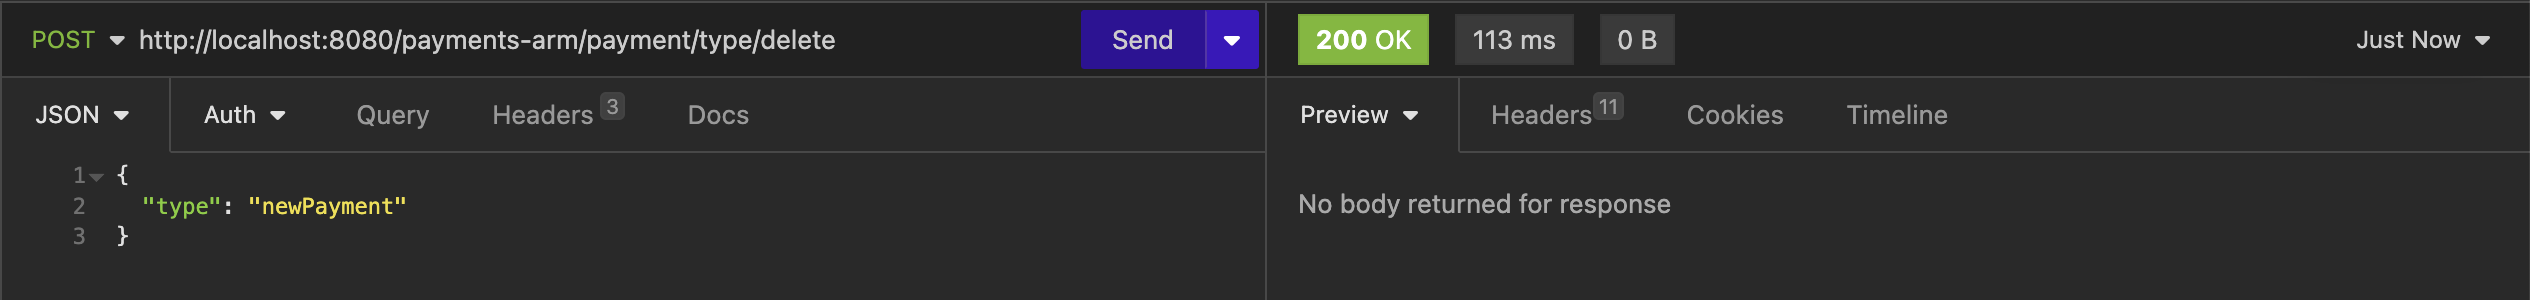 POST http://localhost:8080/payments-arm/payment/type/delete Send 200 OK 113 ms 0 B Just Now
JSON Auth Query Headers 3 Docs Preview Headers 11 Cookies Timeline
1 {
2 "type": "newPayment"
3 }
No body returned for response